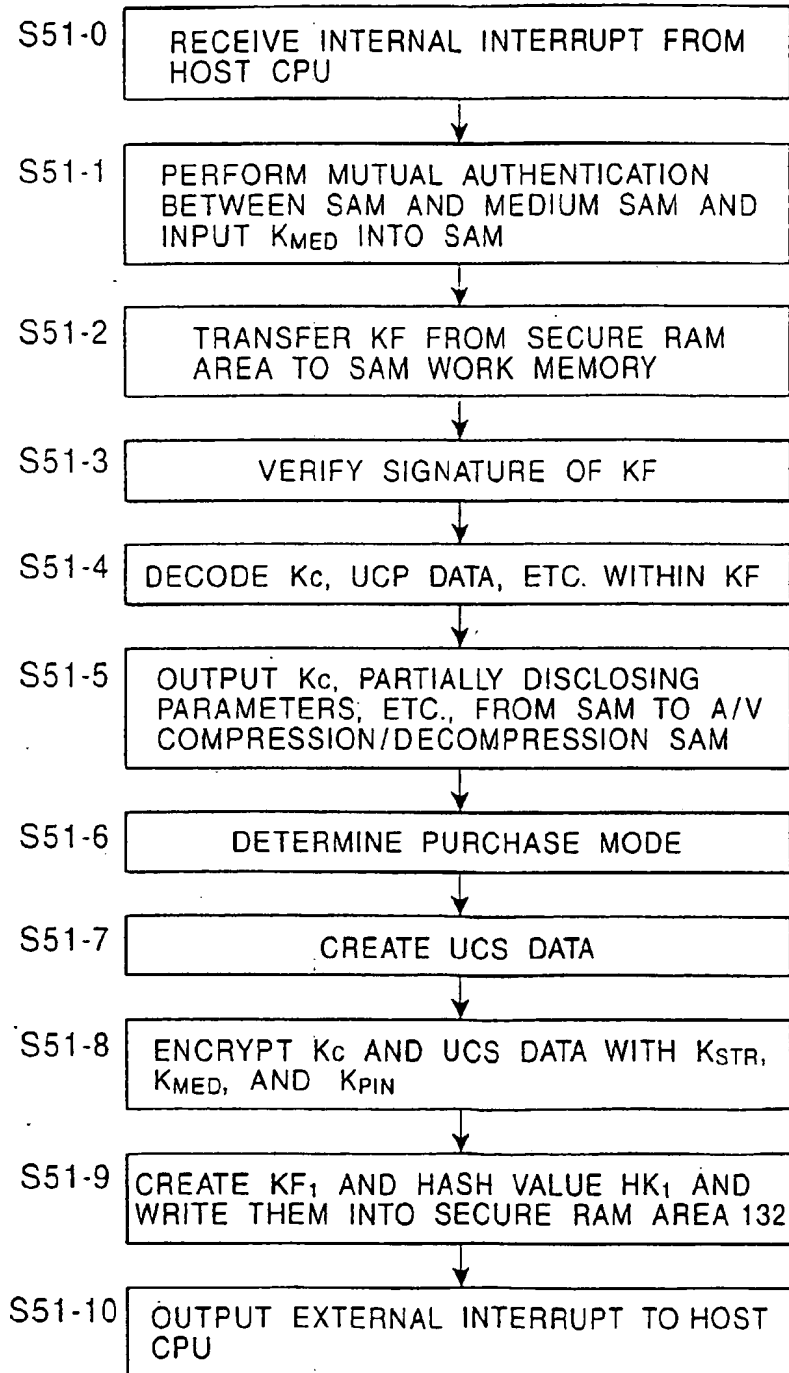 S51-0
RECEIVE INTERNAL INTERRUPT FROM
HOST CPU
S51-1
PERFORM MUTUAL AUTHENTICATION
BETWEEN SAM AND MEDIUM SAM AND
INPUT KMED INTO SAM
S51-2
TRANSFER KF FROM SECURE RAM
AREA TO SAM WORK MEMORY
S51-3
VERIFY SIGNATURE OF KF
S51-4
DECODE Kc, UCP DATA, ETC. WITHIN KF
S51-5
OUTPUT Kc, PARTIALLY DISCLOSING
PARAMETERS, ETC., FROM SAM TO A/V
COMPRESSION/DECOMPRESSION SAM
S51-6
DETERMINE PURCHASE MODE
S51-7
CREATE UCS DATA
S51-8
ENCRYPT Kc AND UCS DATA WITH KSTR,
KMED, AND KPIN
S51-9
CREATE KF₁ AND HASH VALUE HK₁ AND
WRITE THEM INTO SECURE RAM AREA 132
S51-10
OUTPUT EXTERNAL INTERRUPT TO HOST
CPU